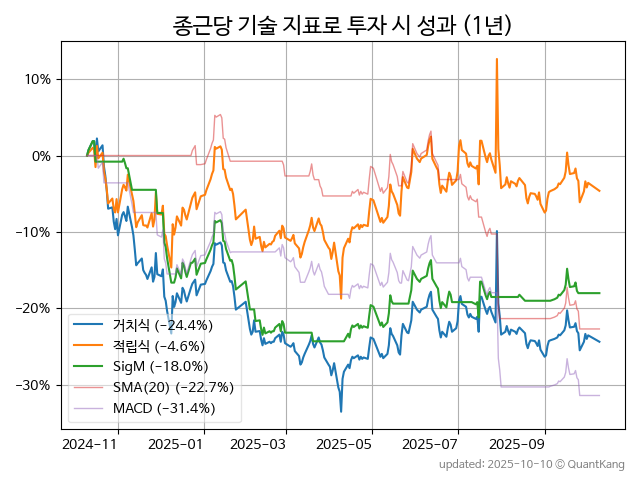 종근당 기술 지표로 투자 시 성과 (1년)
10%
0%
−10%
−20%
−30%
거치식 (−24.4%)
적립식 (−4.6%)
SigM (−18.0%)
SMA(20) (−22.7%)
MACD (−31.4%)
2024−11 2025−01 2025−03 2025−05 2025−07 2025−09
updated: 2025-10-10 © QuantKang